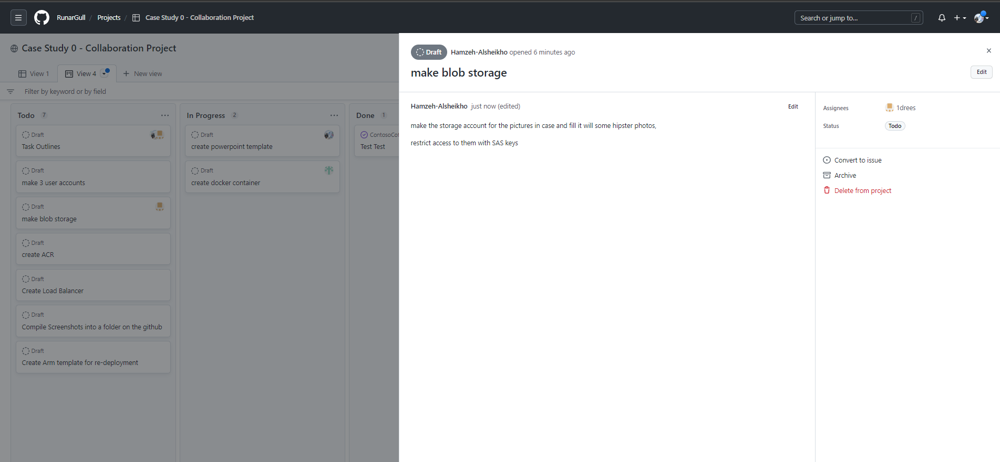 RunarGull / Projects / Case Study 0 - Collaboration Project
Search or jump to... /
Case Study 0 - Collaboration Project
View 1
View 4
New view
Filter by keyword or by field
Todo 7
Draft
Task Outlines
Draft
make 3 user accounts
Draft
make blob storage
Draft
create ACR
Draft
Create Load Balancer
Draft
Compile Screenshots into a folder on the github
Draft
Create Arm template for re-deployment
In Progress 2
Draft
create powerpoint template
Draft
create docker container
Done 1
ContosoCot
Test Test
Draft Hamzeh-Alsheikho opened 6 minutes ago
make blob storage
Edit
Hamzeh-Alsheikho just now (edited)
Edit
make the storage account for the pictures in case and fill it will some hipster photos,
restrict access to them with SAS keys
Assignees 1drees
Status Todo
Convert to issue
Archive
Delete from project